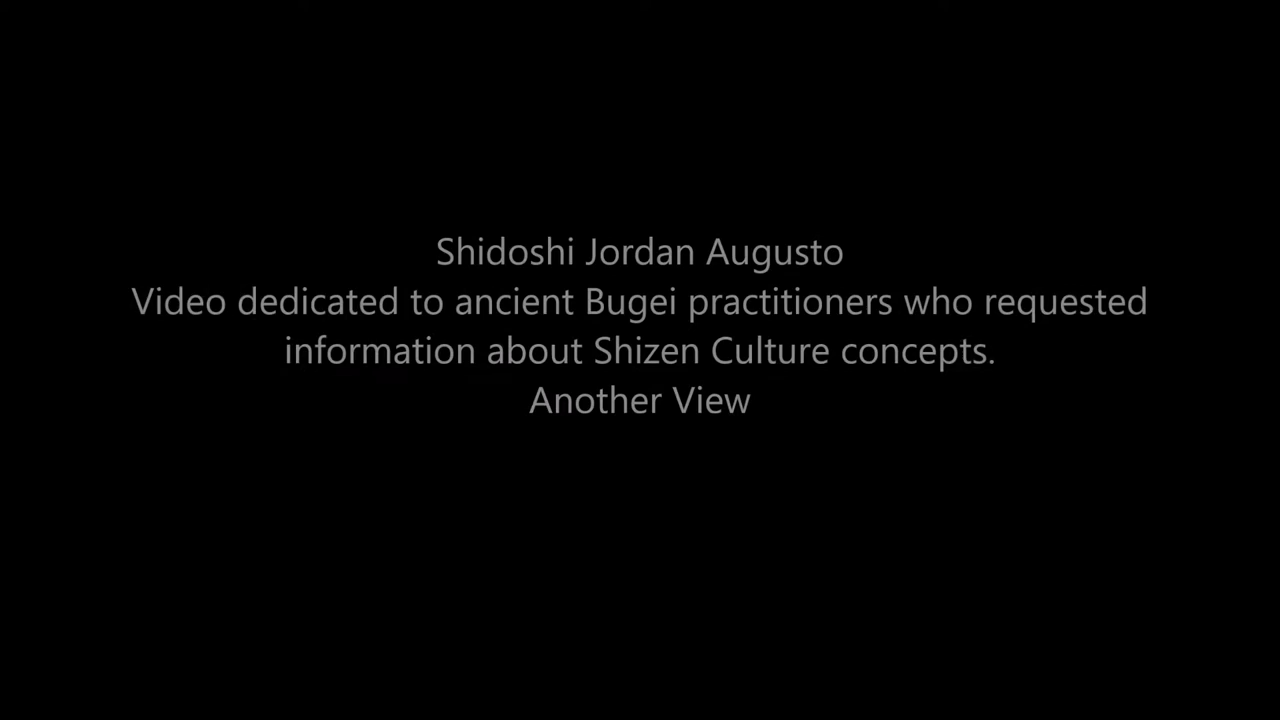 Shidoshi Jordan Augusto
Video dedicated to ancient Bugei practitioners who requested
information about Shizen Culture concepts.
Another View